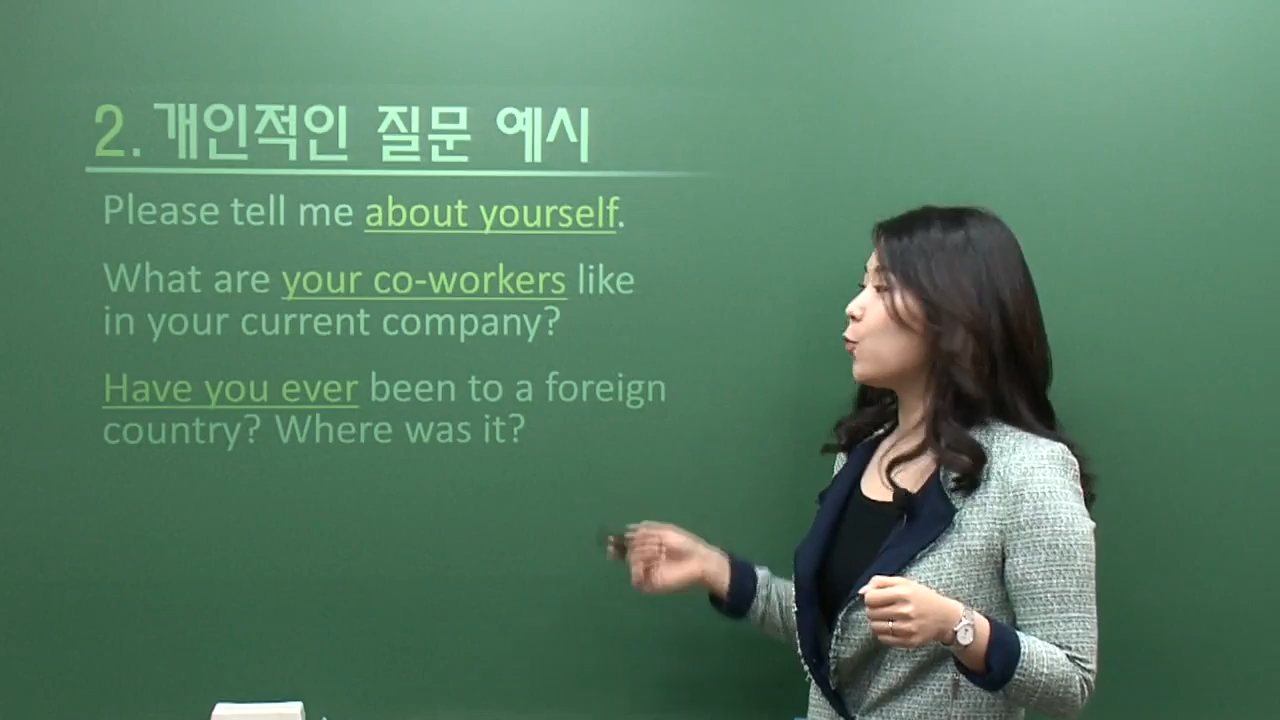 2. 개인적인 질문 예시
Please tell me about yourself.
What are your co-workers like
in your current company?
Have you ever been to a foreign
country? Where was it?